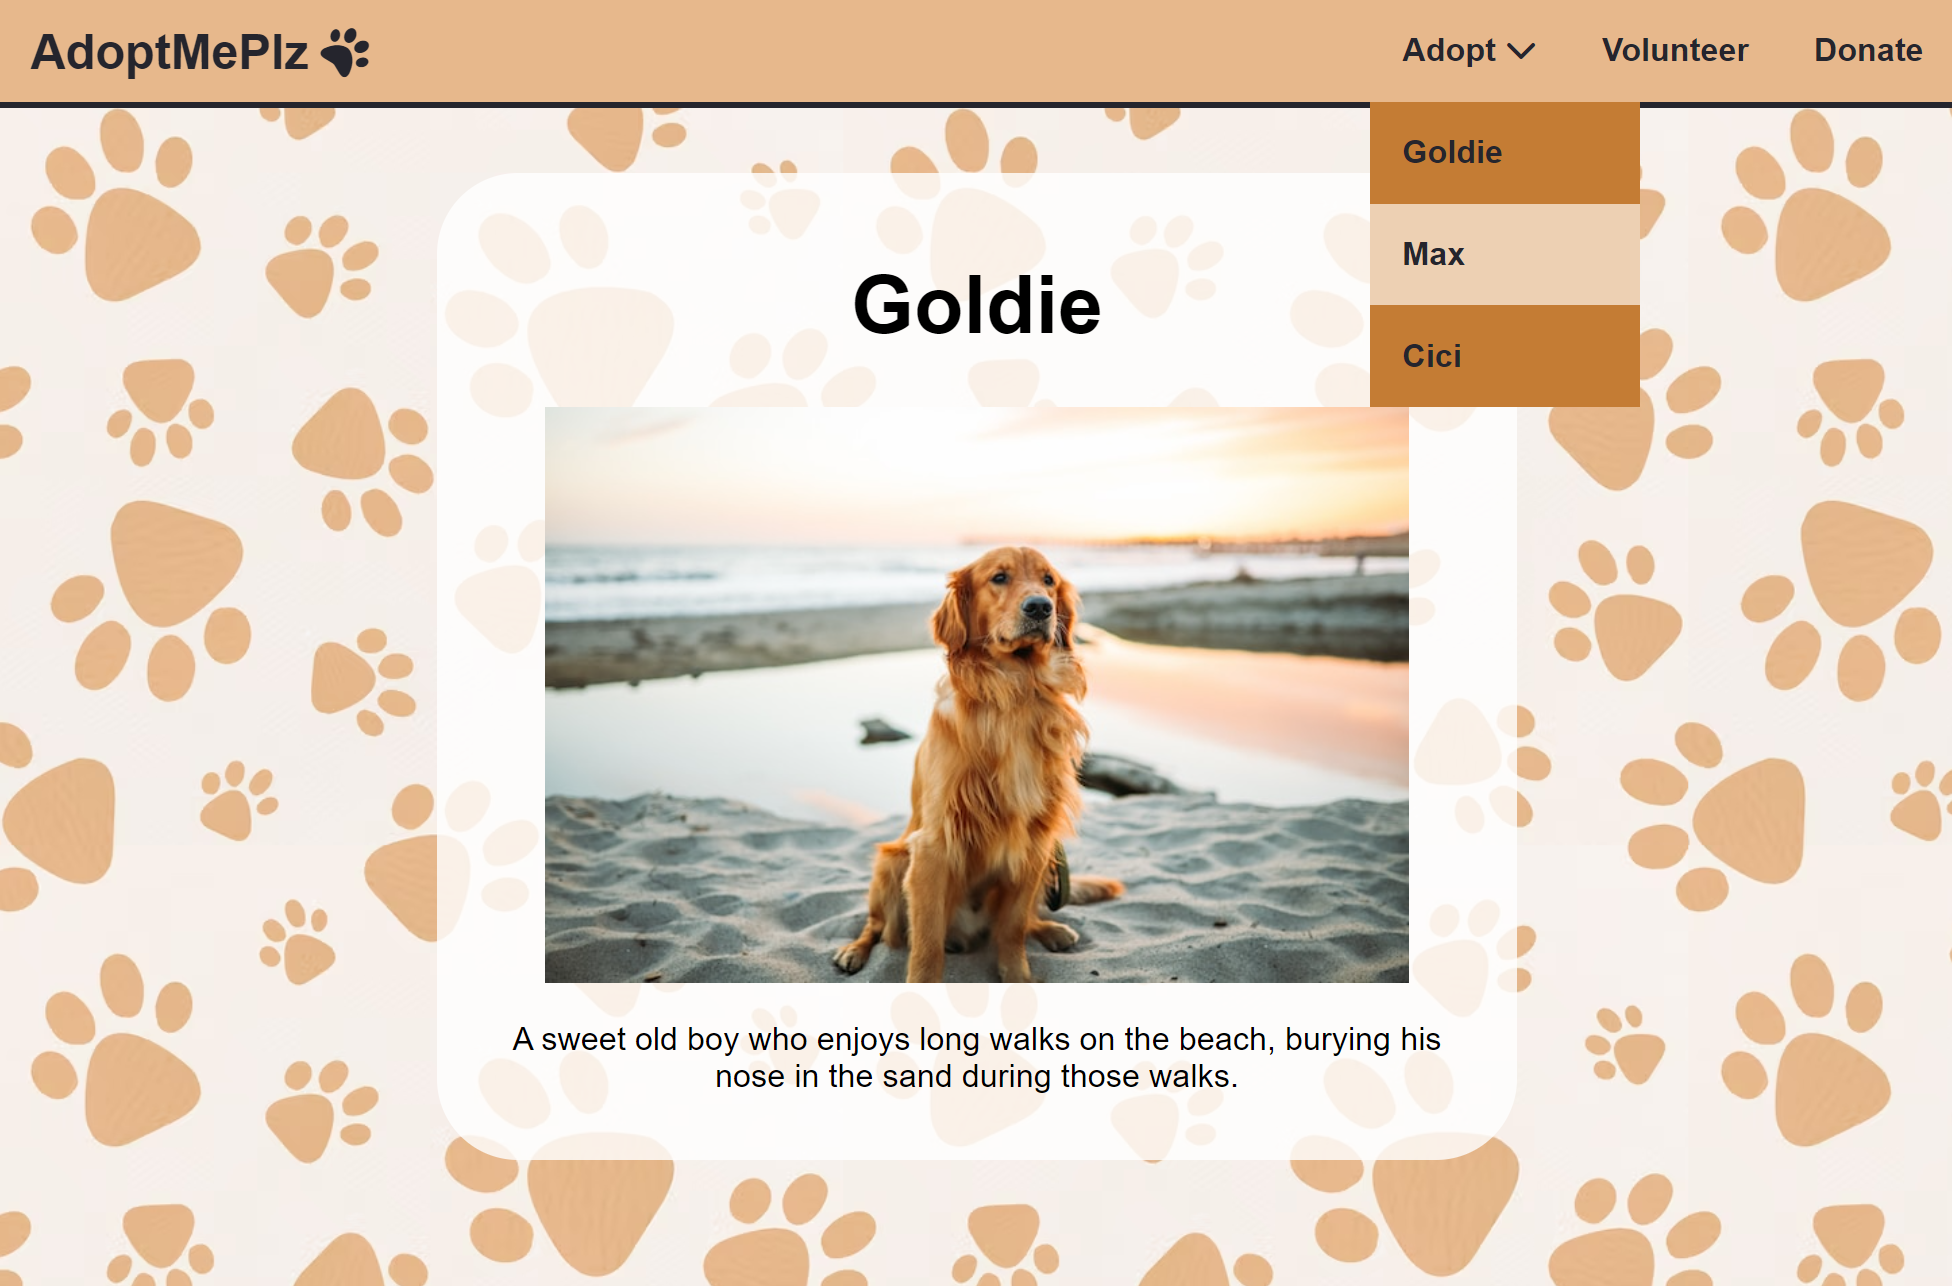 AdoptMePlz
Adopt
Volunteer
Donate
Goldie
Max
Cici
Goldie
A sweet old boy who enjoys long walks on the beach, burying his
nose in the sand during those walks.